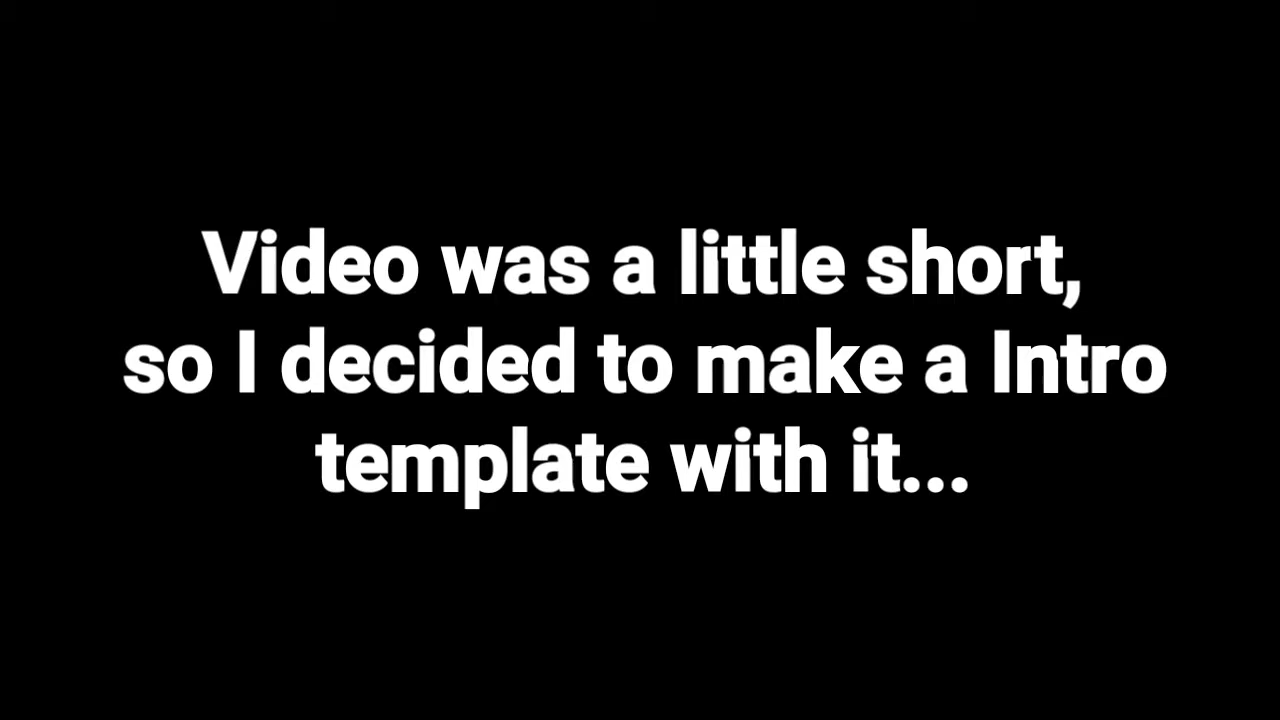 Video was a little short,
so I decided to make a Intro
template with it...